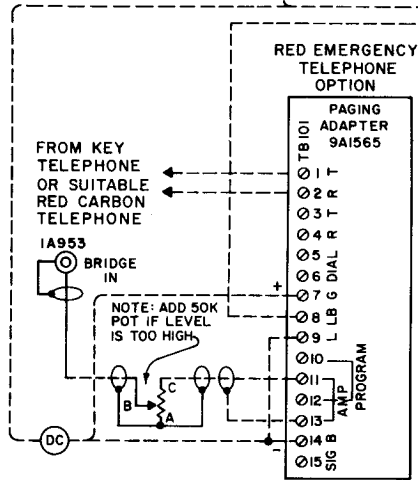 RED EMERGENCY
TELEPHONE
OPTION
PAGING
ADAPTER
9A1565
TB101
FROM KEY
TELEPHONE
OR SUITABLE
RED CARBON
TELEPHONE
1 T
2 R
3 T
4 R
5
6
DIAL
1A953
BRIDGE
IN
+
7 G
8 LB
9 L
NOTE: ADD 50K
POT IF LEVEL
IS TOO HIGH
10
11
12
13
AMP
PROGRAM
C
B
A
DC
14 B
15
SIG
-